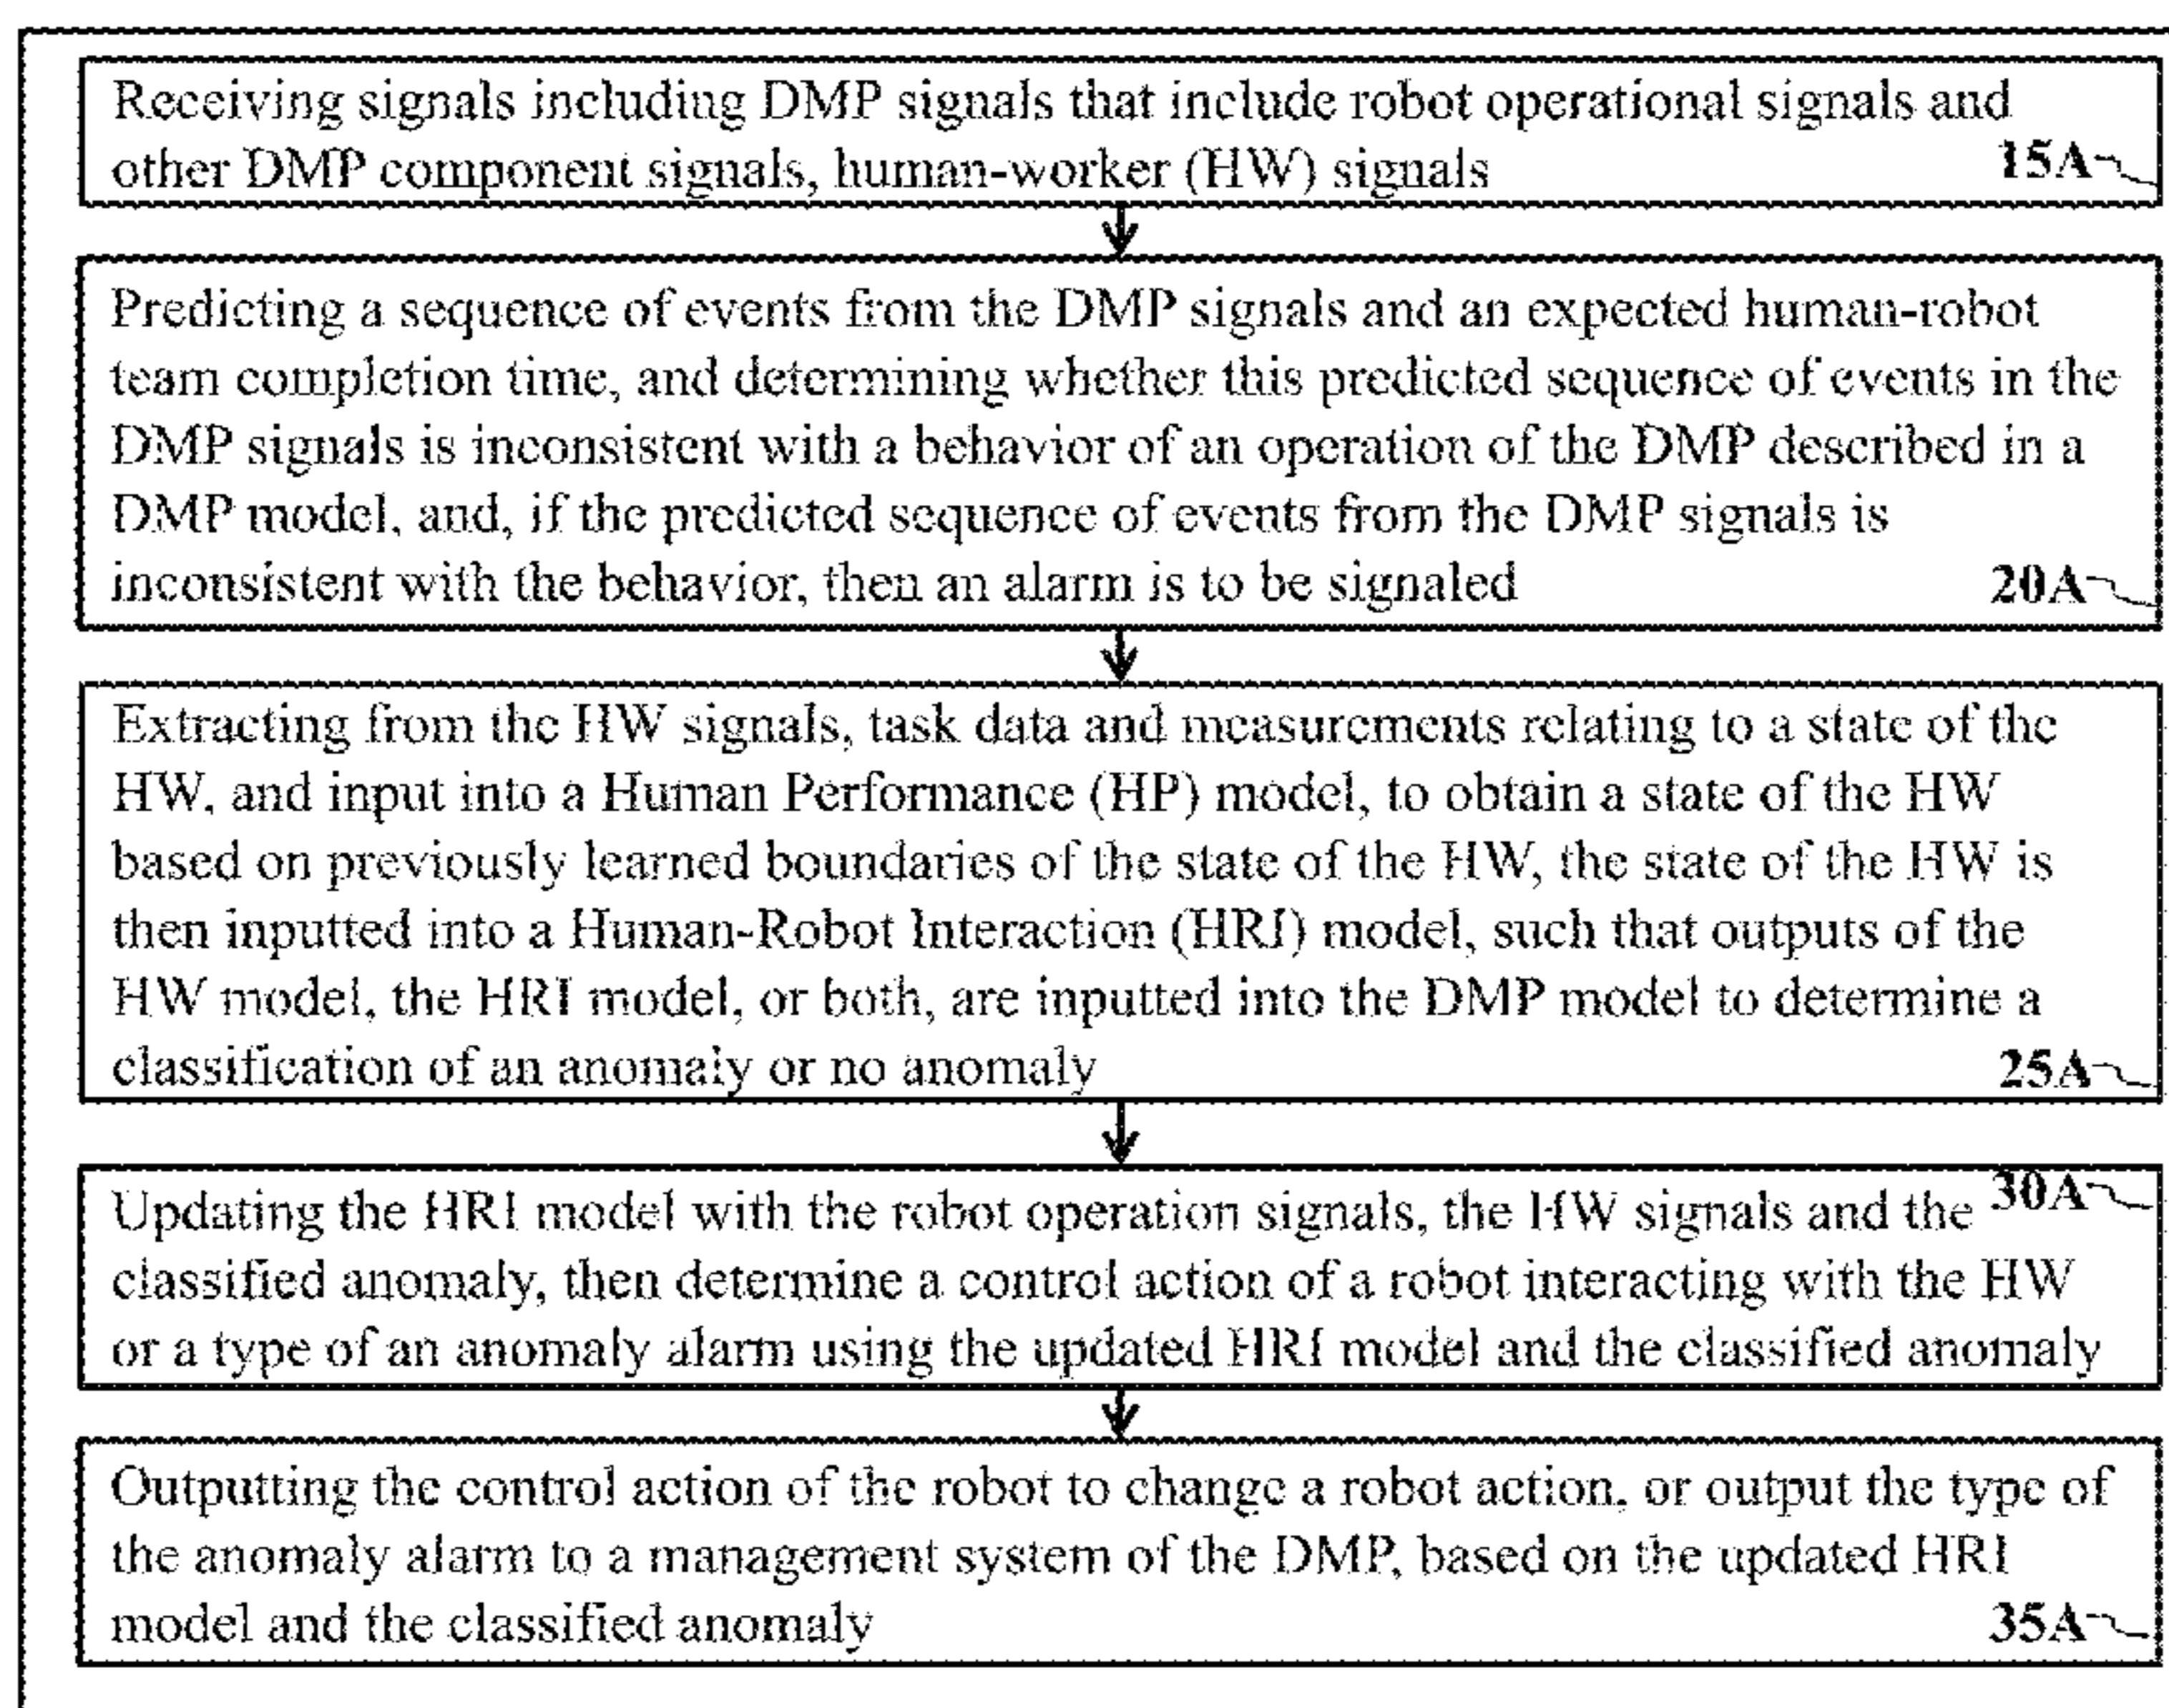 Receiving signals including DMP signals that include robot operational signals and
other DMP component signals, human-worker (HW) signals
15A
Predicting a sequence of events from the DMP signals and an expected human-robot
team completion time, and determining whether this predicted sequence of events in the
DMP signals is inconsistent with a behavior of an operation of the DMP described in a
DMP model, and, if the predicted sequence of events from the DMP signals is
inconsistent with the behavior, then an alarm is to be signaled
20A
Extracting from the HW signals, task data and measurements relating to a state of the
HW, and input into a Human Performance (HP) model, to obtain a state of the HW
based on previously learned boundaries of the state of the HW, the state of the HW is
then inputted into a Human-Robot Interaction (HRI) model, such that outputs of the
HW model, the HRI model, or both, are inputted into the DMP model to determine a
classification of an anomaly or no anomaly
25A
Updating the HRI model with the robot operation signals, the HW signals and the
30A
classified anomaly, then determine a control action of a robot interacting with the HW
or a type of an anomaly alarm using the updated HRI model and the classified anomaly
Outputting the control action of the robot to change a robot action, or output the type of
the anomaly alarm to a management system of the DMP, based on the updated HRI
model and the classified anomaly
35A